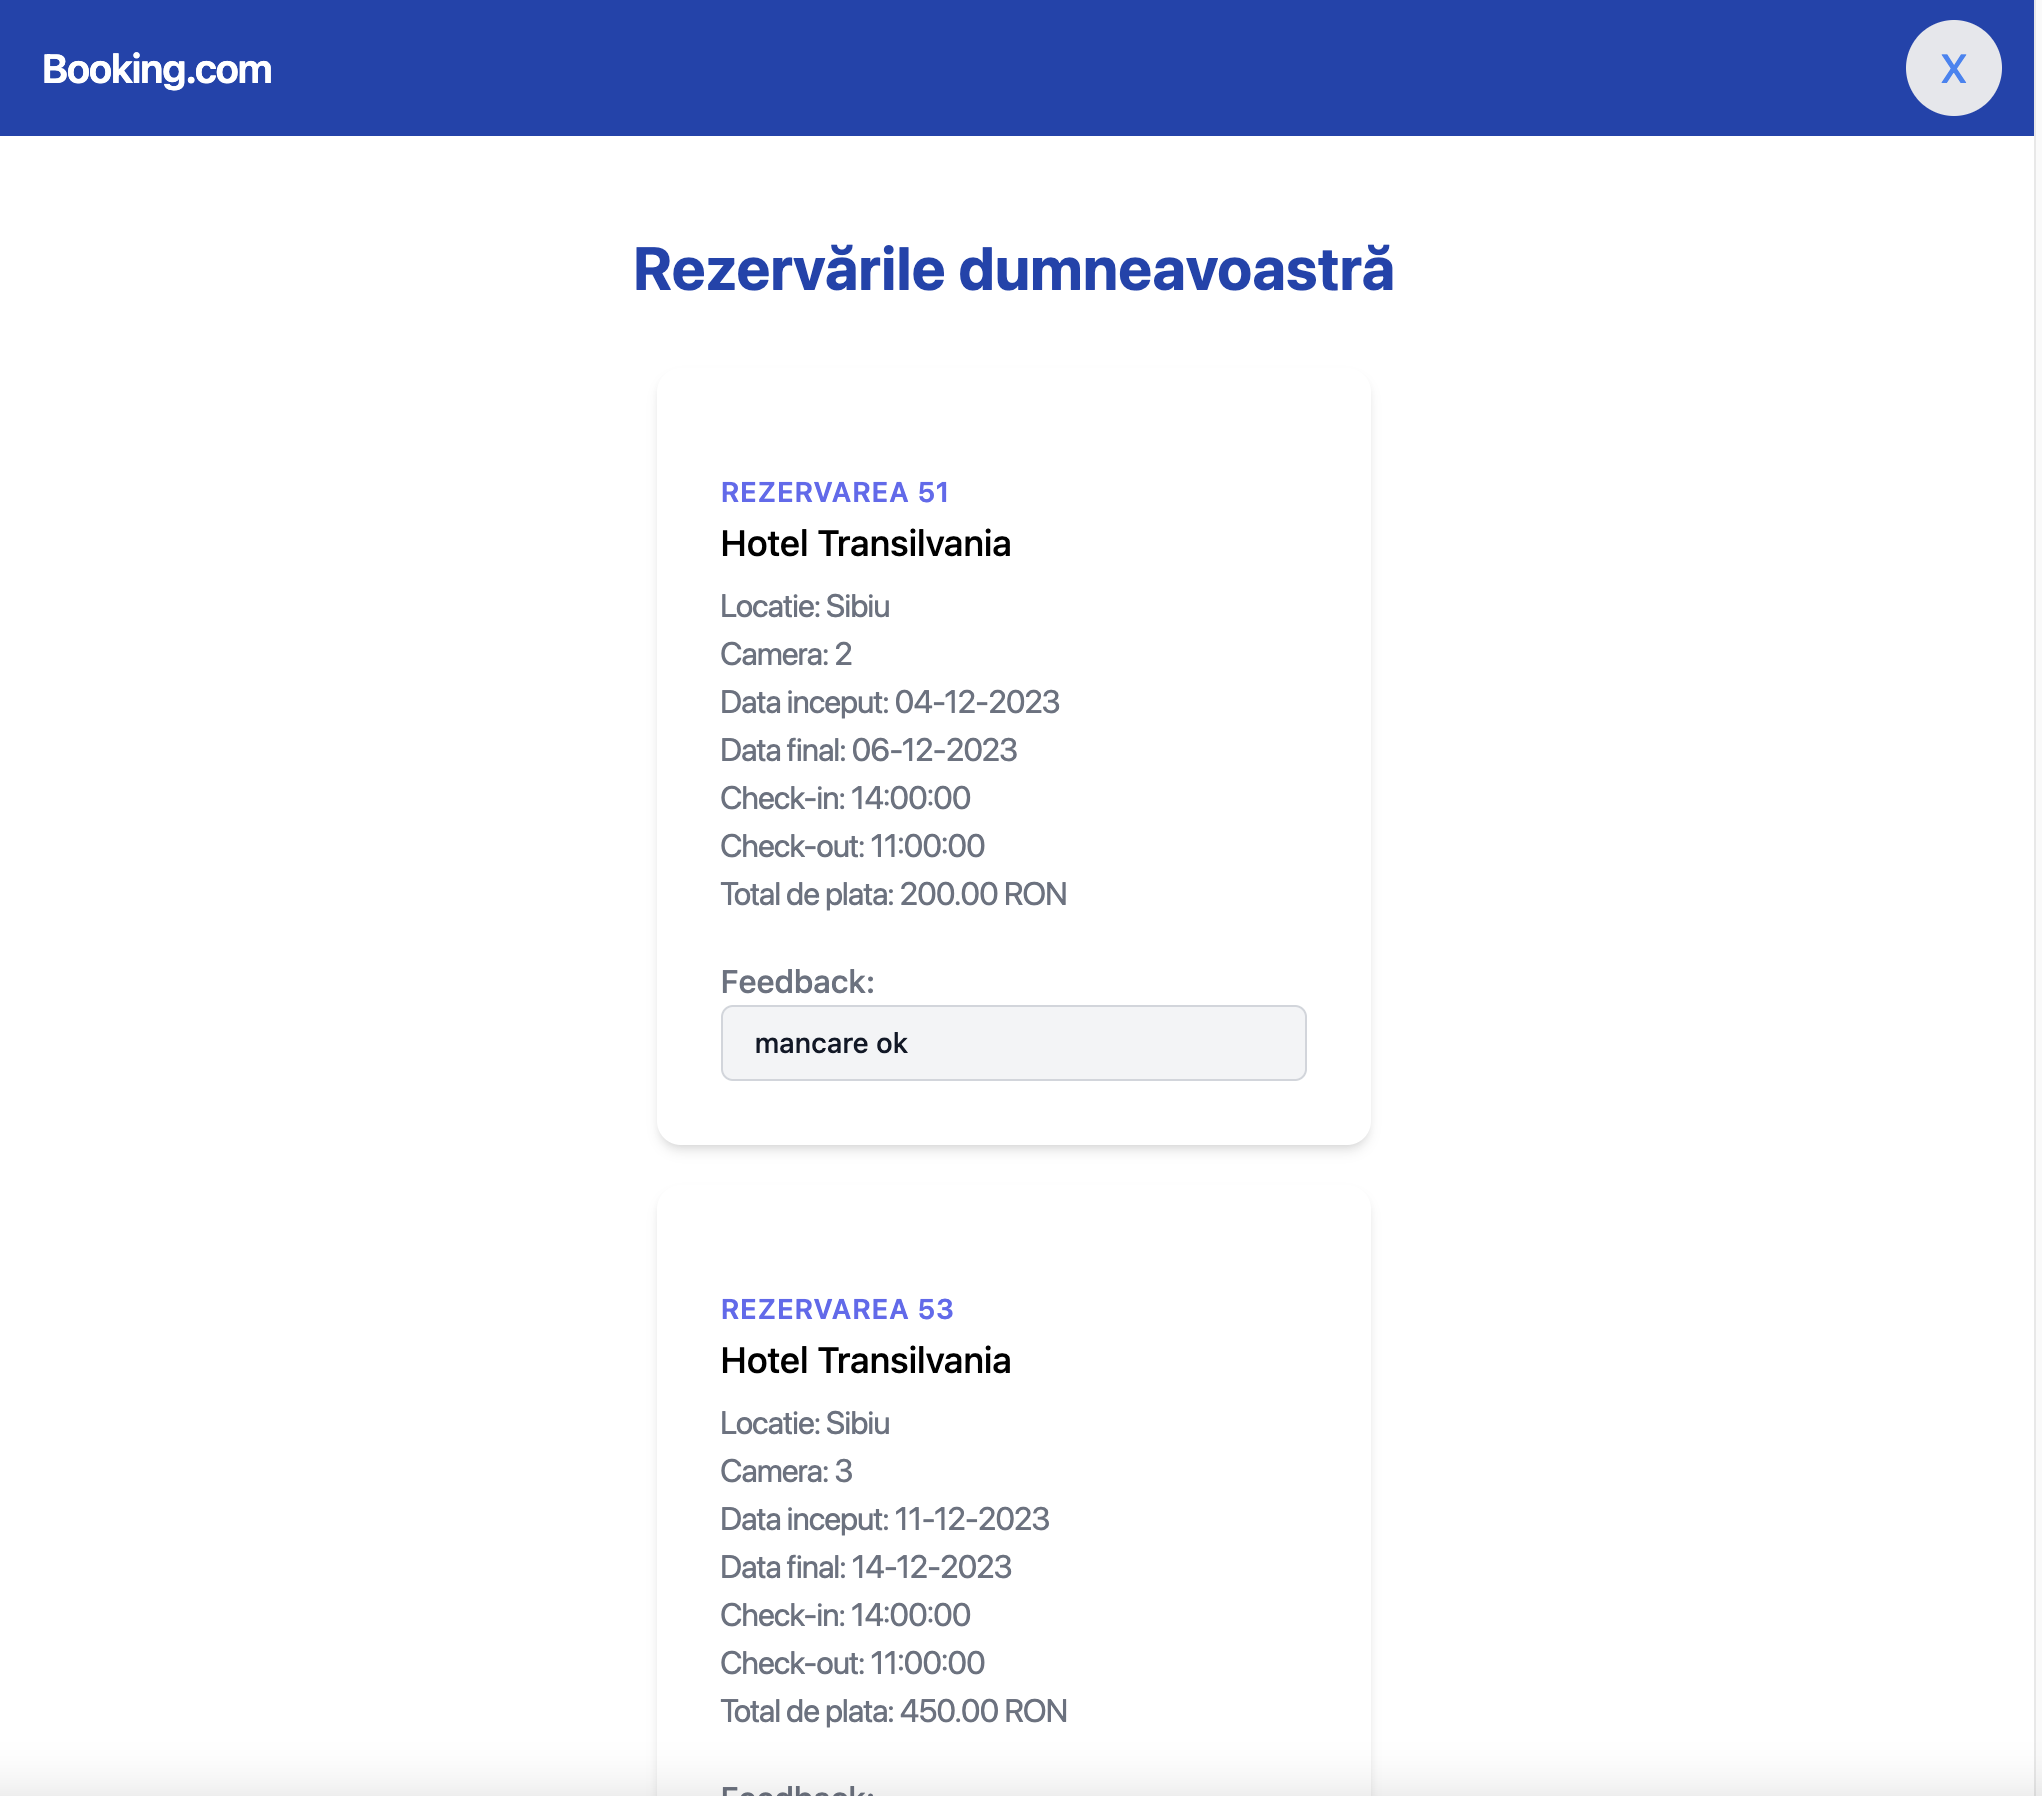 Booking.com
X
Rezervările dumneavoastră
REZERVAREA 51
Hotel Transilvania
Locatie: Sibiu
Camera: 2
Data inceput: 04-12-2023
Data final: 06-12-2023
Check-in: 14:00:00
Check-out: 11:00:00
Total de plata: 200.00 RON
Feedback:
mancare ok
REZERVAREA 53
Hotel Transilvania
Locatie: Sibiu
Camera: 3
Data inceput: 11-12-2023
Data final: 14-12-2023
Check-in: 14:00:00
Check-out: 11:00:00
Total de plata: 450.00 RON
Feedback: